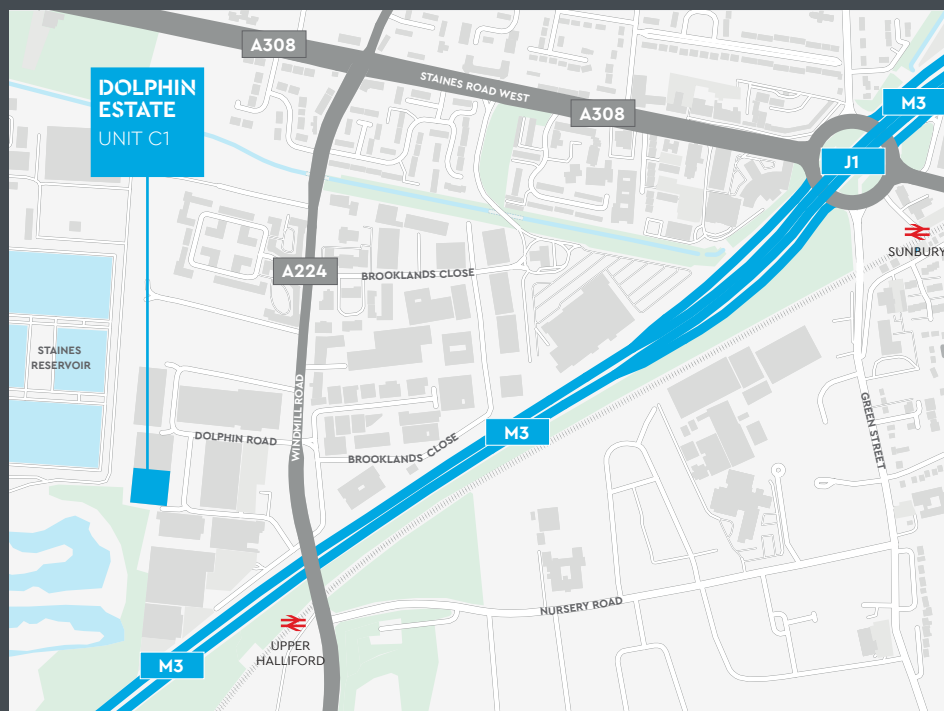 A308
STAINES ROAD WEST
A308
M3
DOLPHIN
ESTATE
UNIT C1
J1
SUNBURY
A224
BROOKLANDS CLOSE
STAINES
RESERVOIR
WINDMILL ROAD
GREEN STREET
DOLPHIN ROAD
M3
BROOKLANDS CLOSE
NURSERY ROAD
UPPER
HALLIFORD
M3